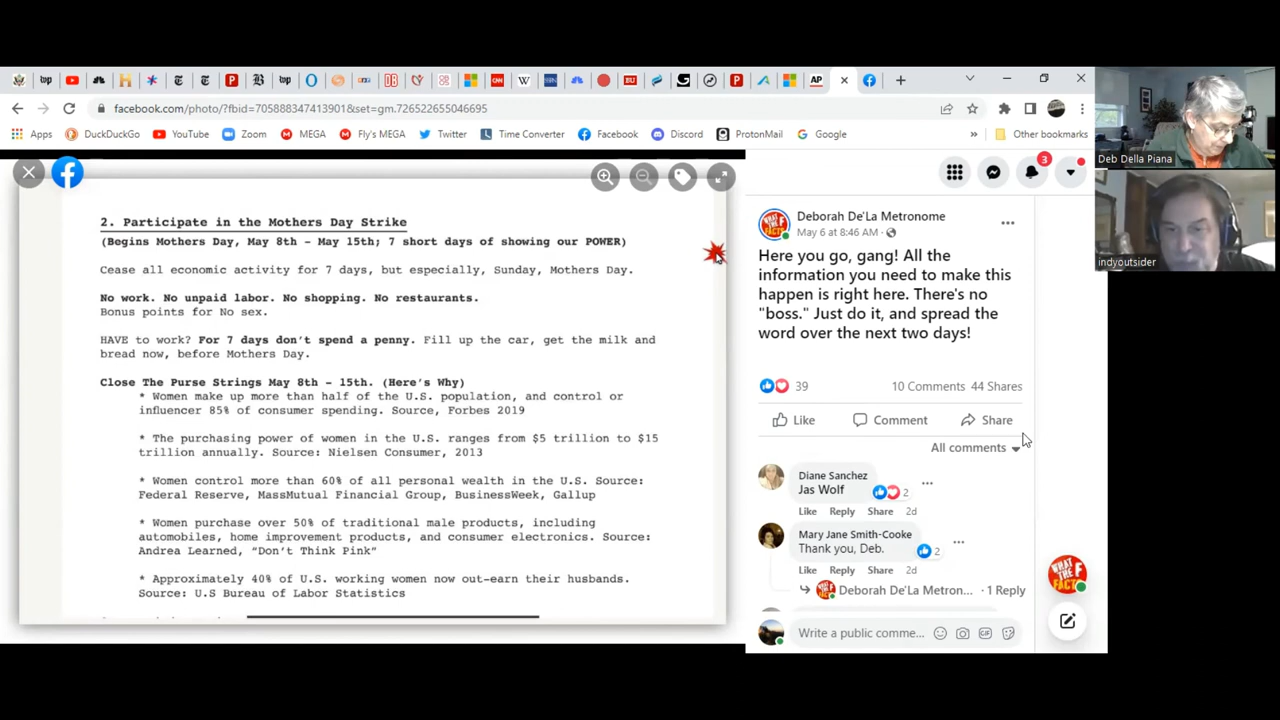 facebook.com/photo/?fbid=705888347413901&set=gm.726522655046695
Apps DuckDuckGo YouTube Zoom MEGA Fly's MEGA Twitter Time Converter Facebook Discord ProtonMail Google » Other bookmarks
2. Participate in the Mothers Day Strike
(Begins Mothers Day, May 8th - May 15th; 7 short days of showing our POWER)
Cease all economic activity for 7 days, but especially, Sunday, Mothers Day.
No work. No unpaid labor. No shopping. No restaurants.
Bonus points for No sex.
HAVE to work? For 7 days don't spend a penny. Fill up the car, get the milk and
bread now, before Mothers Day.
Close The Purse Strings May 8th - 15th. (Here's Why)
* Women make up more than half of the U.S. population, and control or
influencer 85% of consumer spending. Source, Forbes 2019
* The purchasing power of women in the U.S. ranges from $5 trillion to $15
trillion annually. Source: Nielsen Consumer, 2013
* Women control more than 60% of all personal wealth in the U.S. Source:
Federal Reserve, MassMutual Financial Group, BusinessWeek, Gallup
* Women purchase over 50% of traditional male products, including
automobiles, home improvement products, and consumer electronics. Source:
Andrea Learned, "Don't Think Pink"
* Approximately 40% of U.S. working women now out-earn their husbands.
Source: U.S Bureau of Labor Statistics
3
Deborah De'La Metronome
May 6 at 8:46 AM ·
Here you go, gang! All the
information you need to make this
happen is right here. There's no
"boss." Just do it, and spread the
word over the next two days!
39 10 Comments 44 Shares
Like Comment Share
All comments
Diane Sanchez
Jas Wolf
2
Like Reply Share 2d
Mary Jane Smith-Cooke
Thank you, Deb.
2
Like Reply Share 2d
WHAT THE F FACTS Deborah De'La Metron... · 1 Reply
Write a public comme...
GIF
WHAT THE F FACTS
Deb Della Piana
indyoutsider